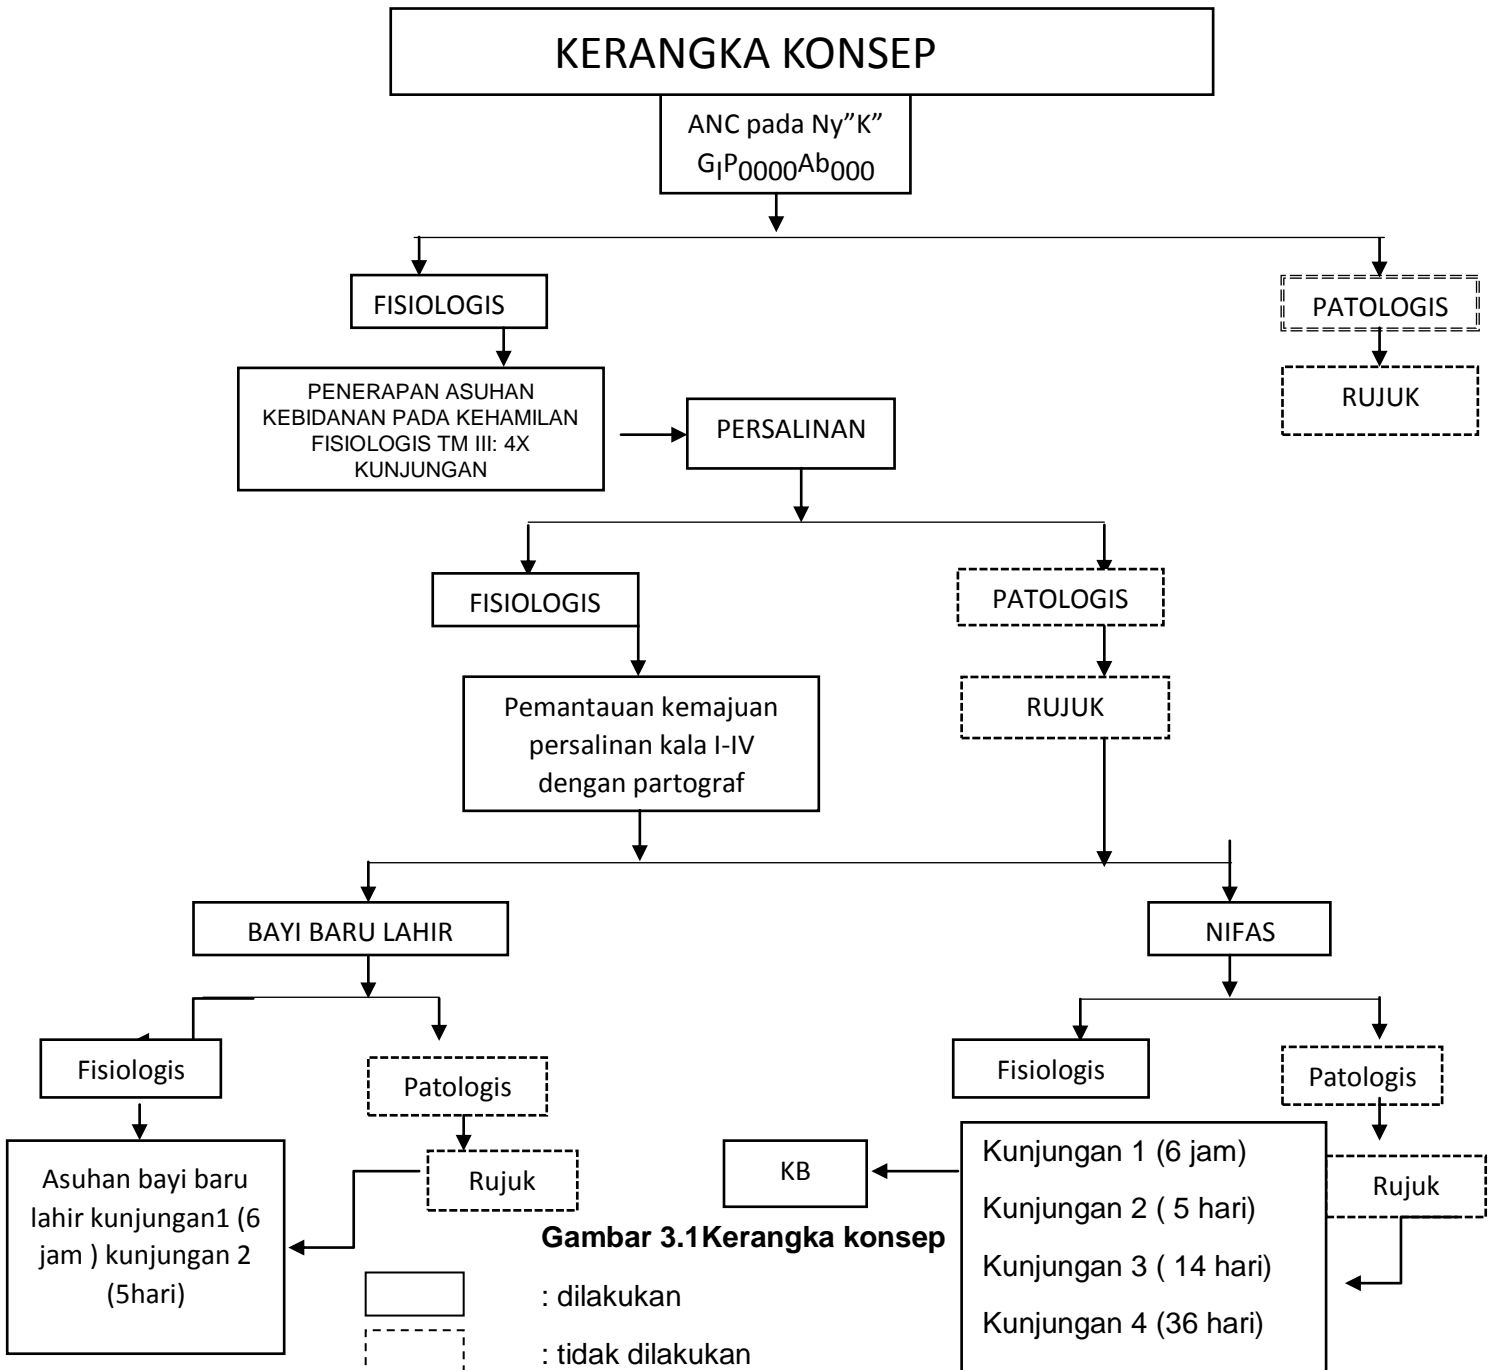 KERANGKA KONSEP
ANC pada Ny”K”
GIP0000Ab000
FISIOLOGIS
PATOLOGIS
PENERAPAN ASUHAN
KEBIDANAN PADA KEHAMILAN
FISIOLOGIS TM III: 4X
KUNJUNGAN
PERSALINAN
RUJUK
FISIOLOGIS
PATOLOGIS
Pemantauan kemajuan
persalinan kala I-IV
dengan partograf
RUJUK
BAYI BARU LAHIR
NIFAS
Fisiologis
Patologis
Fisiologis
Patologis
Asuhan bayi baru
lahir kunjungan1 (6
jam ) kunjungan 2
(5hari)
Rujuk
KB
Kunjungan 1 (6 jam)
Kunjungan 2 ( 5 hari)
Kunjungan 3 ( 14 hari)
Kunjungan 4 (36 hari)
Rujuk
Gambar 3.1Kerangka konsep
: dilakukan
: tidak dilakukan